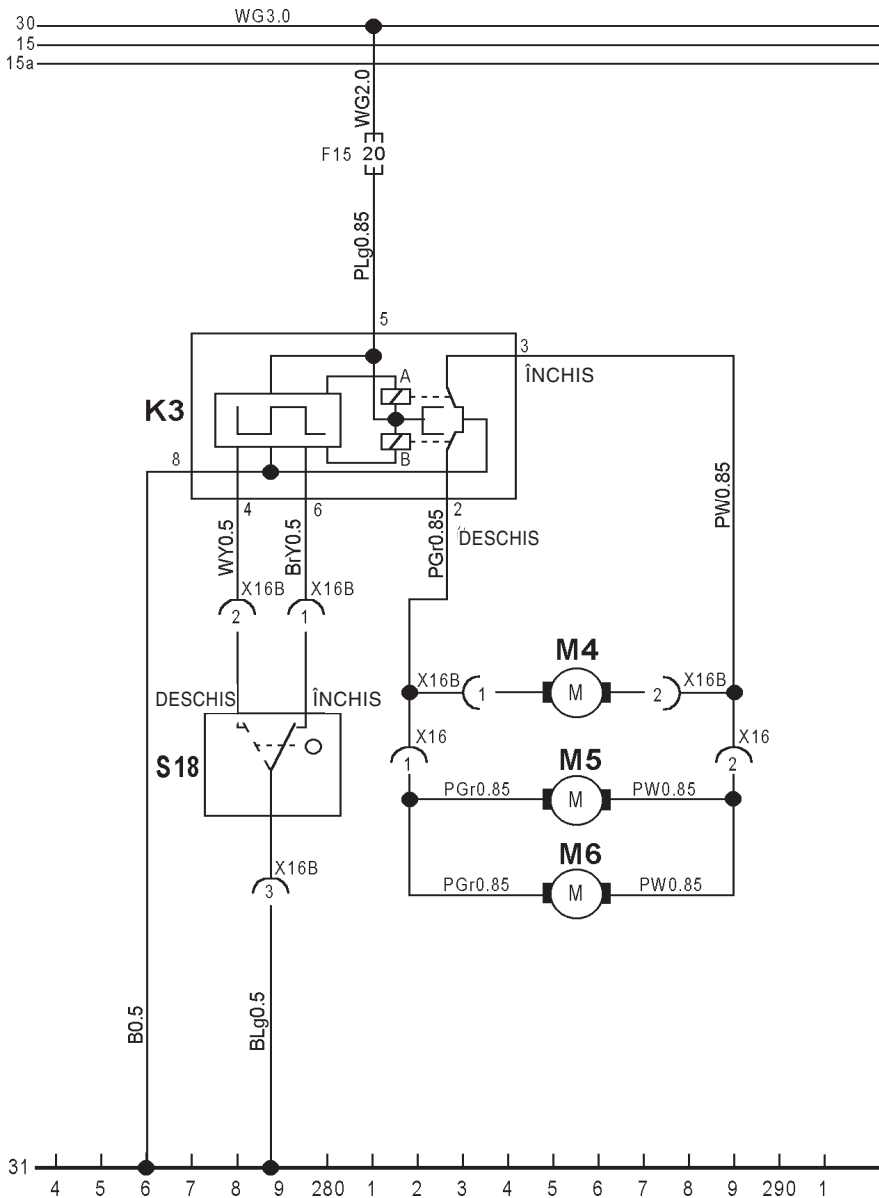 30
WG3.0
15
15a
WG2.0
F15 20
PLg0.85
5
3
ÎNCHIS
A
K3
B
8
4
6
2
DESCHIS
WY0.5
BrY0.5
PGr0.85
PW0.85
X16B
X16B
2
1
DESCHIS
ÎNCHIS
S18
M4
X16B
1
M
2
X16B
X16
1
X16
2
M5
PGr0.85
M
PW0.85
M6
PGr0.85
M
PW0.85
X16B
3
B0.5
BLg0.5
31
4 5 6 7 8 9 280 1 2 3 4 5 6 7 8 9 290 1